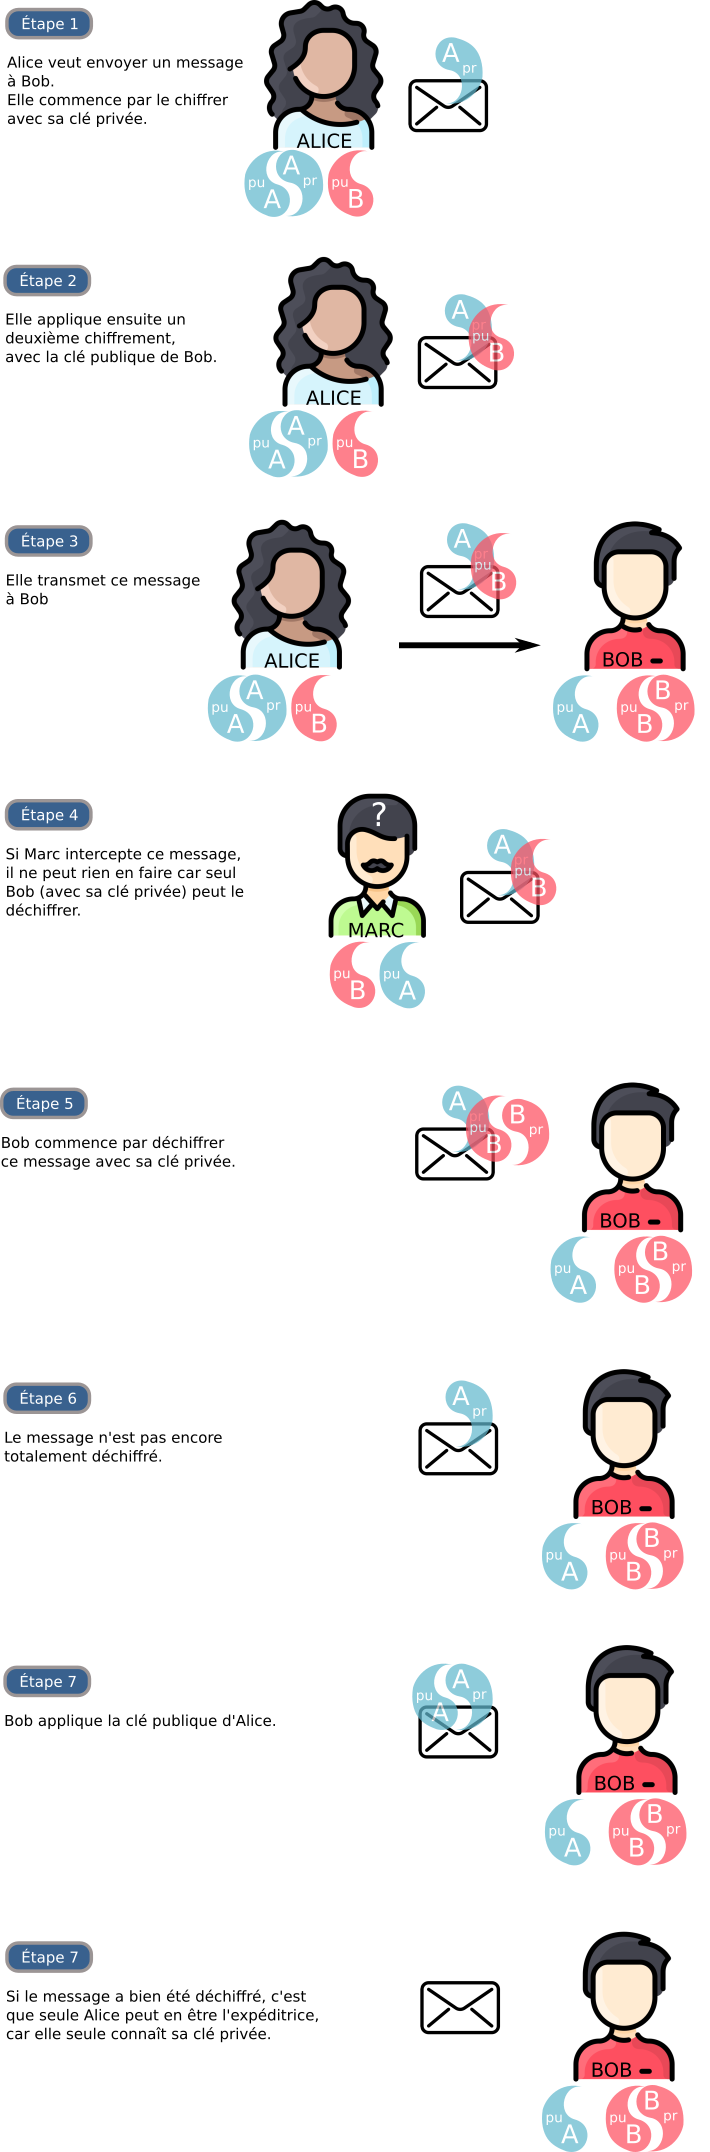 Étape 1
Alice veut envoyer un message
à Bob.
Elle commence par le chiffrer
avec sa clé privée.
A
pr
ALICE
pu A A pr pu B
Étape 2
Elle applique ensuite un
deuxième chiffrement,
avec la clé publique de Bob.
A
pr
pu
B
ALICE
pu A A pr pu B
Étape 3
Elle transmet ce message
à Bob
A
pr
pu
B
ALICE
BOB
pu A A pr pu B
pu A pu B B pr
Étape 4
Si Marc intercepte ce message,
il ne peut rien en faire car seul
Bob (avec sa clé privée) peut le
déchiffrer.
?
A
pr
pu
B
MARC
pu B pu A
Étape 5
Bob commence par déchiffrer
ce message avec sa clé privée.
A
pr
pu
B
B
pr
BOB
pu A pu B B pr
Étape 6
Le message n'est pas encore
totalement déchiffré.
A
pr
BOB
pu A pu B B pr
Étape 7
Bob applique la clé publique d'Alice.
pu A A pr
BOB
pu A pu B B pr
Étape 7
Si le message a bien été déchiffré, c'est
que seule Alice peut en être l'expéditrice,
car elle seule connaît sa clé privée.
BOB
pu A pu B B pr